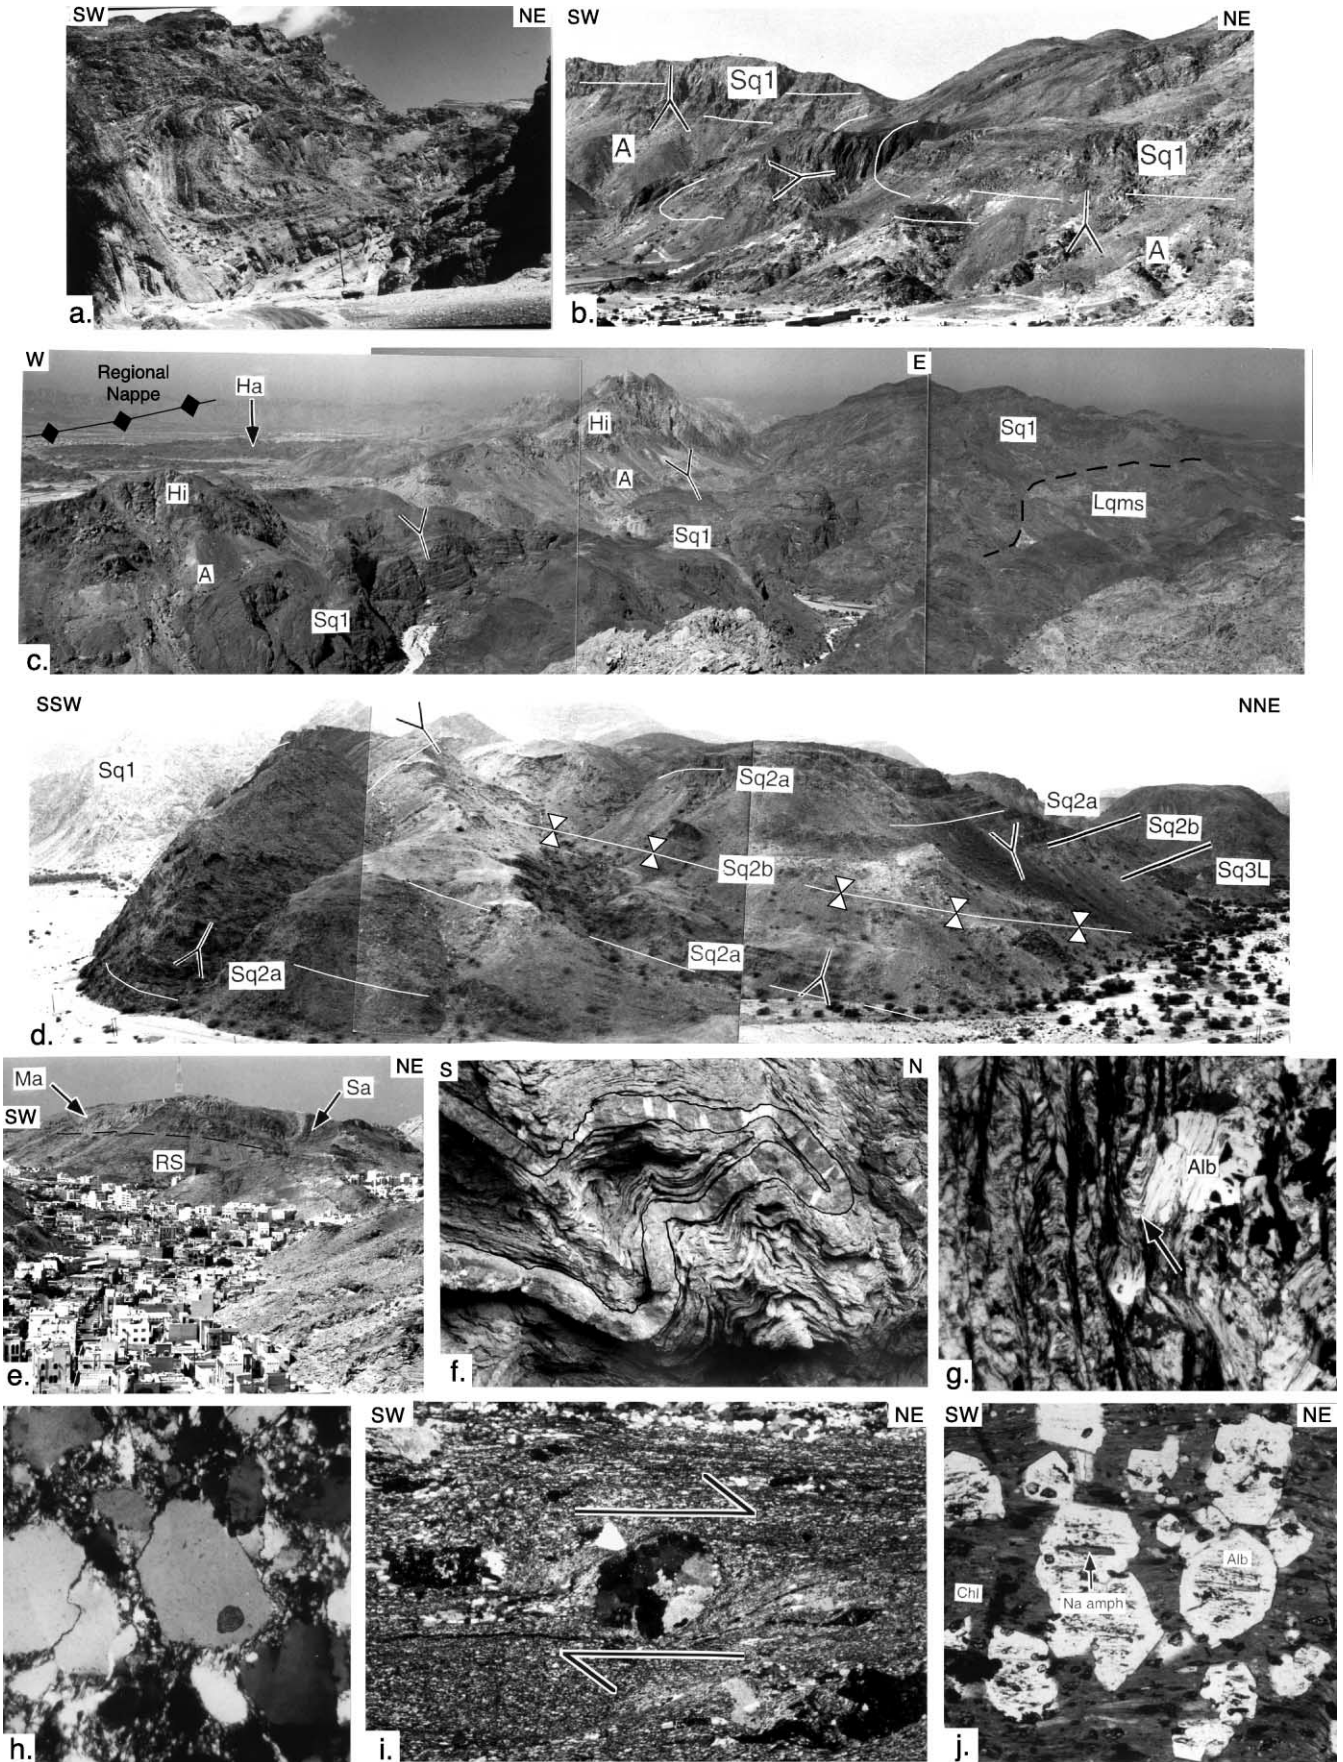 SW
NE
a.
SW
NE
Sq1
A
Sq1
A
b.
W
E
Regional
Nappe
Ha
Hi
Sq1
Hi
A
Lqms
Sq1
A
Sq1
c.
SSW
NNE
Sq1
Sq2a
Sq2a
Sq2b
Sq2b
Sq3L
Sq2a
Sq2a
d.
Ma
NE
Sa
SW
RS
e.
S
N
f.
Alb
g.
h.
SW
NE
i.
SW
NE
Alb
Chl
Na amph
j.